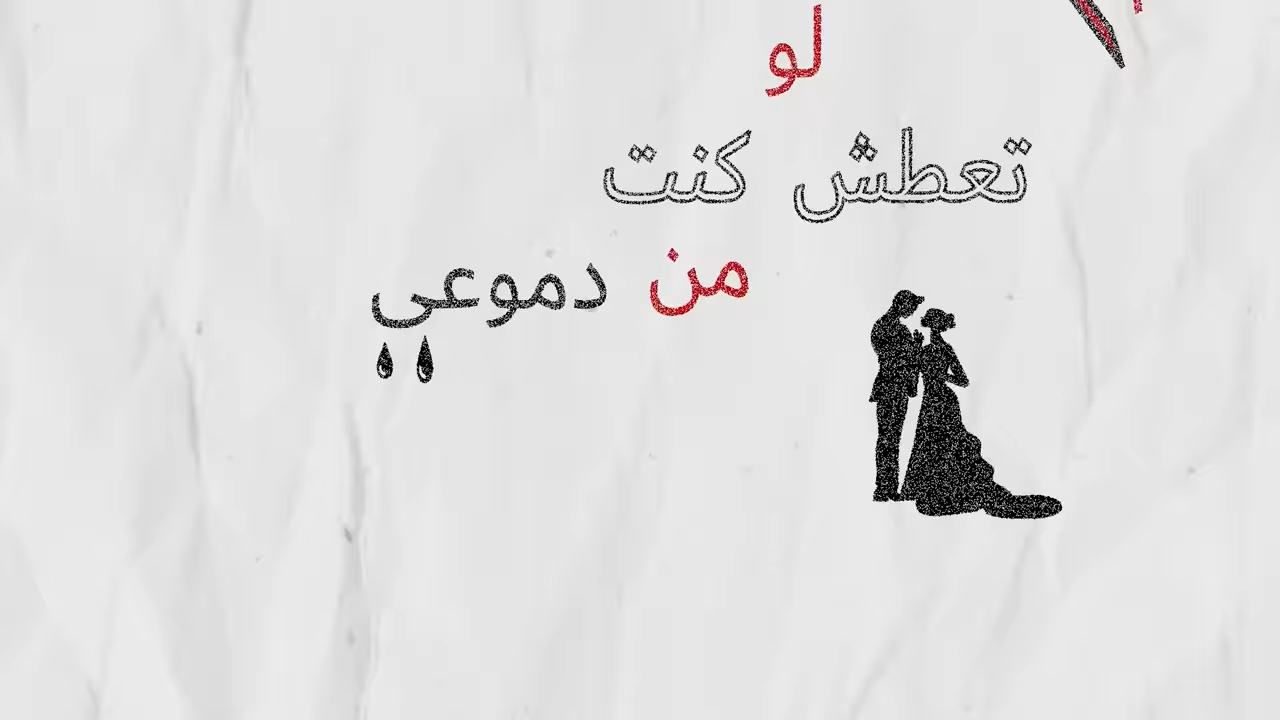 لو
تعطش كنت
من دموعي